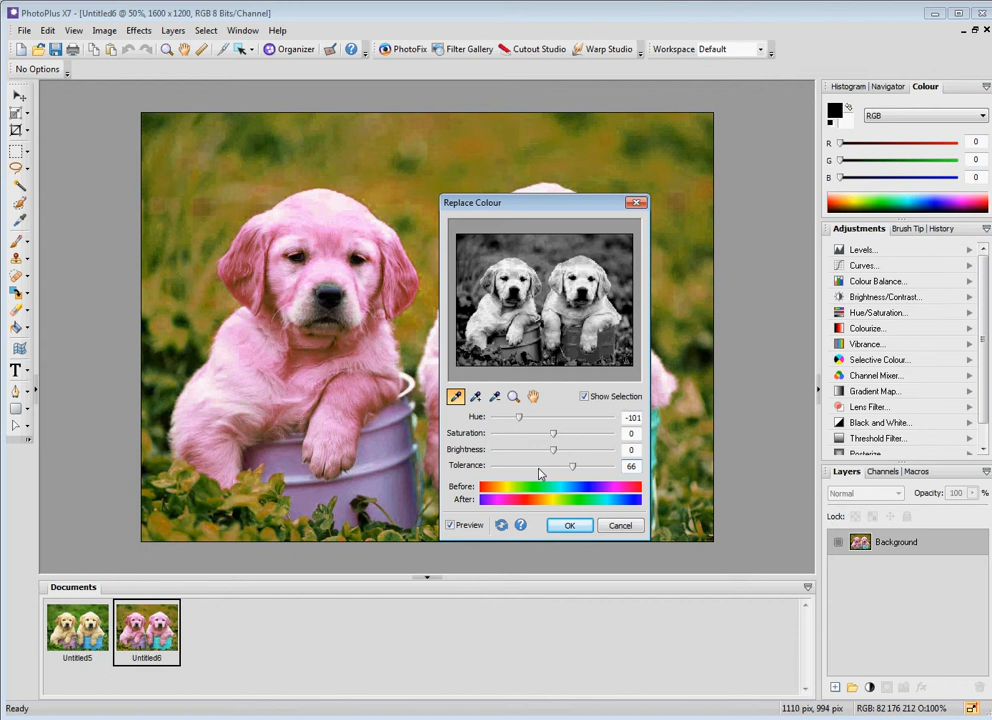 PhotoPlus X7 - [Untitled6 @ 50%, 1600 x 1200, RGB 8 Bits/Channel]
File Edit View Image Effects Layers Select Window Help
Organizer PhotoFix Filter Gallery Cutout Studio Warp Studio Workspace Default
No Options
Histogram Navigator Colour
RGB
R 0
G 0
B 0
Adjustments Brush Tip History
Levels...
Curves...
Colour Balance...
Brightness/Contrast...
Hue/Saturation...
Colourize...
Vibrance...
Selective Colour...
Channel Mixer...
Gradient Map...
Lens Filter...
Black and White...
Threshold Filter...
Posterize
Replace Colour
Show Selection
Hue: -101
Saturation: 0
Brightness: 0
Tolerance: 66
Before:
After:
Preview OK Cancel
Layers Channels Macros
Normal Opacity: 100 %
Lock:
Background
Documents
Untitled5 Untitled6
Ready 1110 pix, 994 pix RGB: 82 176 212 O:100%